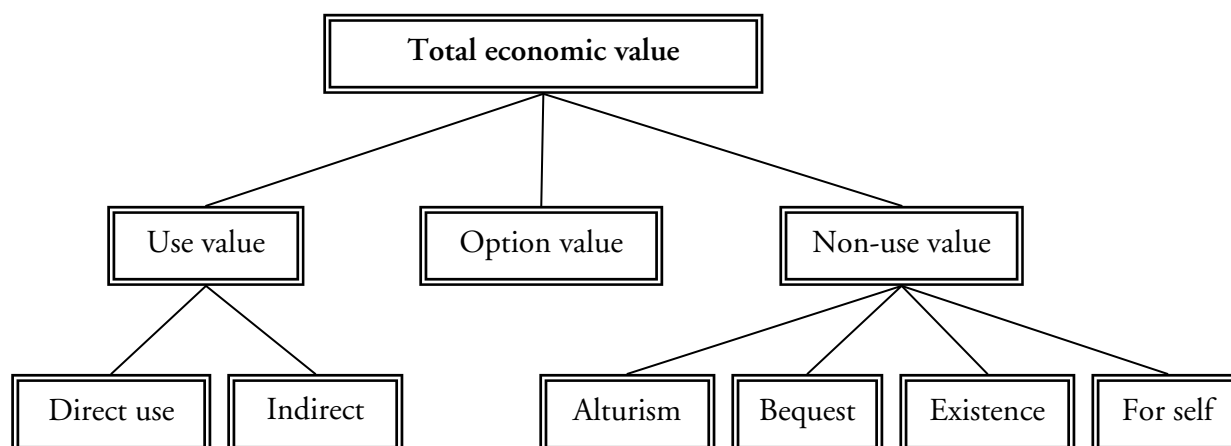 Total economic value
Use value
Option value
Non-use value
Direct use
Indirect
Alturism
Bequest
Existence
For self